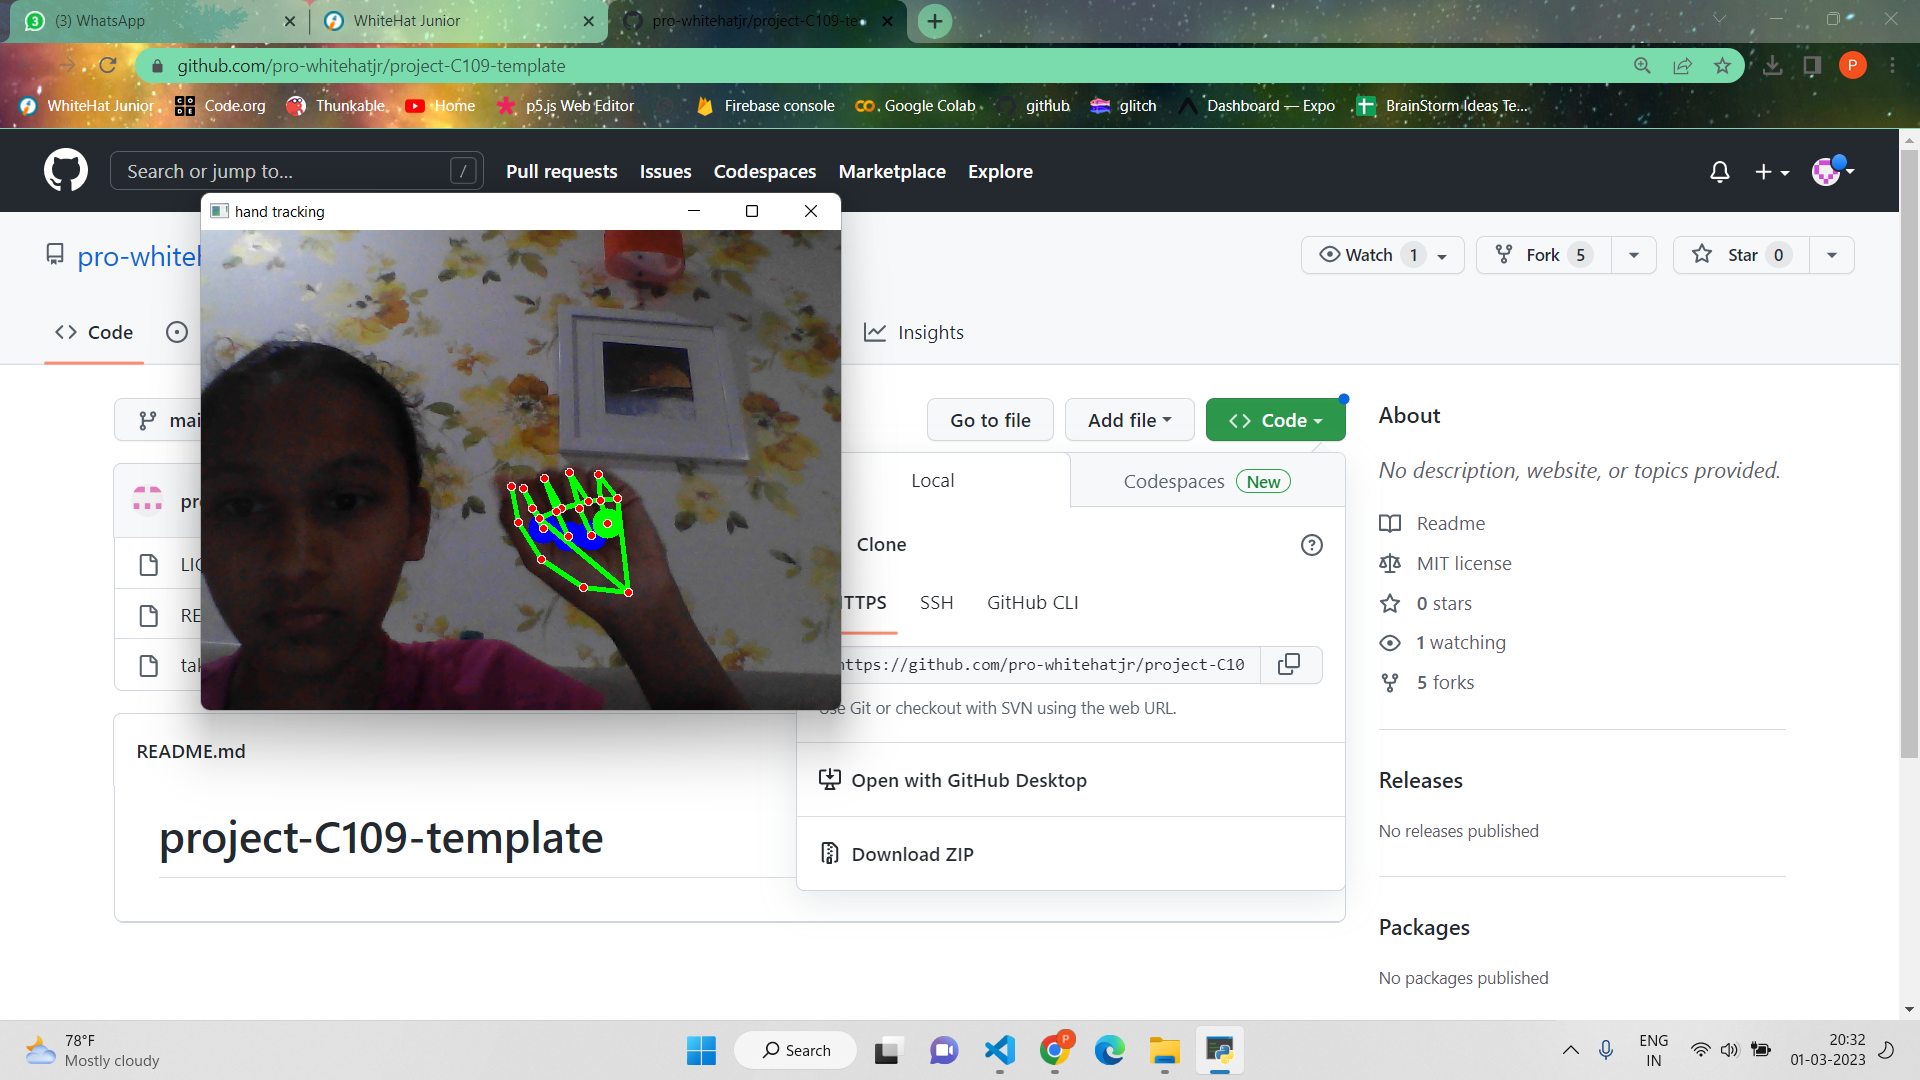 3
(3) WhatsApp
WhiteHat Junior
pro-whitehatjr/project-C109-te
github.com/pro-whitehatjr/project-C109-template
P
WhiteHat Junior
CO
DE
Code.org
Thunkable
Home
p5.js Web Editor
Firebase console
Google Colab
github
glitch
Dashboard — Expo
BrainStorm Ideas Te...
Search or jump to...
/
Pull requests
Issues
Codespaces
Marketplace
Explore
hand tracking
pro-whiteh
Watch 1
Fork 5
Star 0
Code
Insights
mai
Go to file
Add file
Code
pr
LIC
RE
tak
Local
Codespaces New
Clone
TTPS
SSH
GitHub CLI
https://github.com/pro-whitehatjr/project-C10
Use Git or checkout with SVN using the web URL.
Open with GitHub Desktop
Download ZIP
README.md
project-C109-template
About
No description, website, or topics provided.
Readme
MIT license
0 stars
1 watching
5 forks
Releases
No releases published
Packages
No packages published
78°F
Mostly cloudy
Search
P
ENG
IN
20:32
01-03-2023